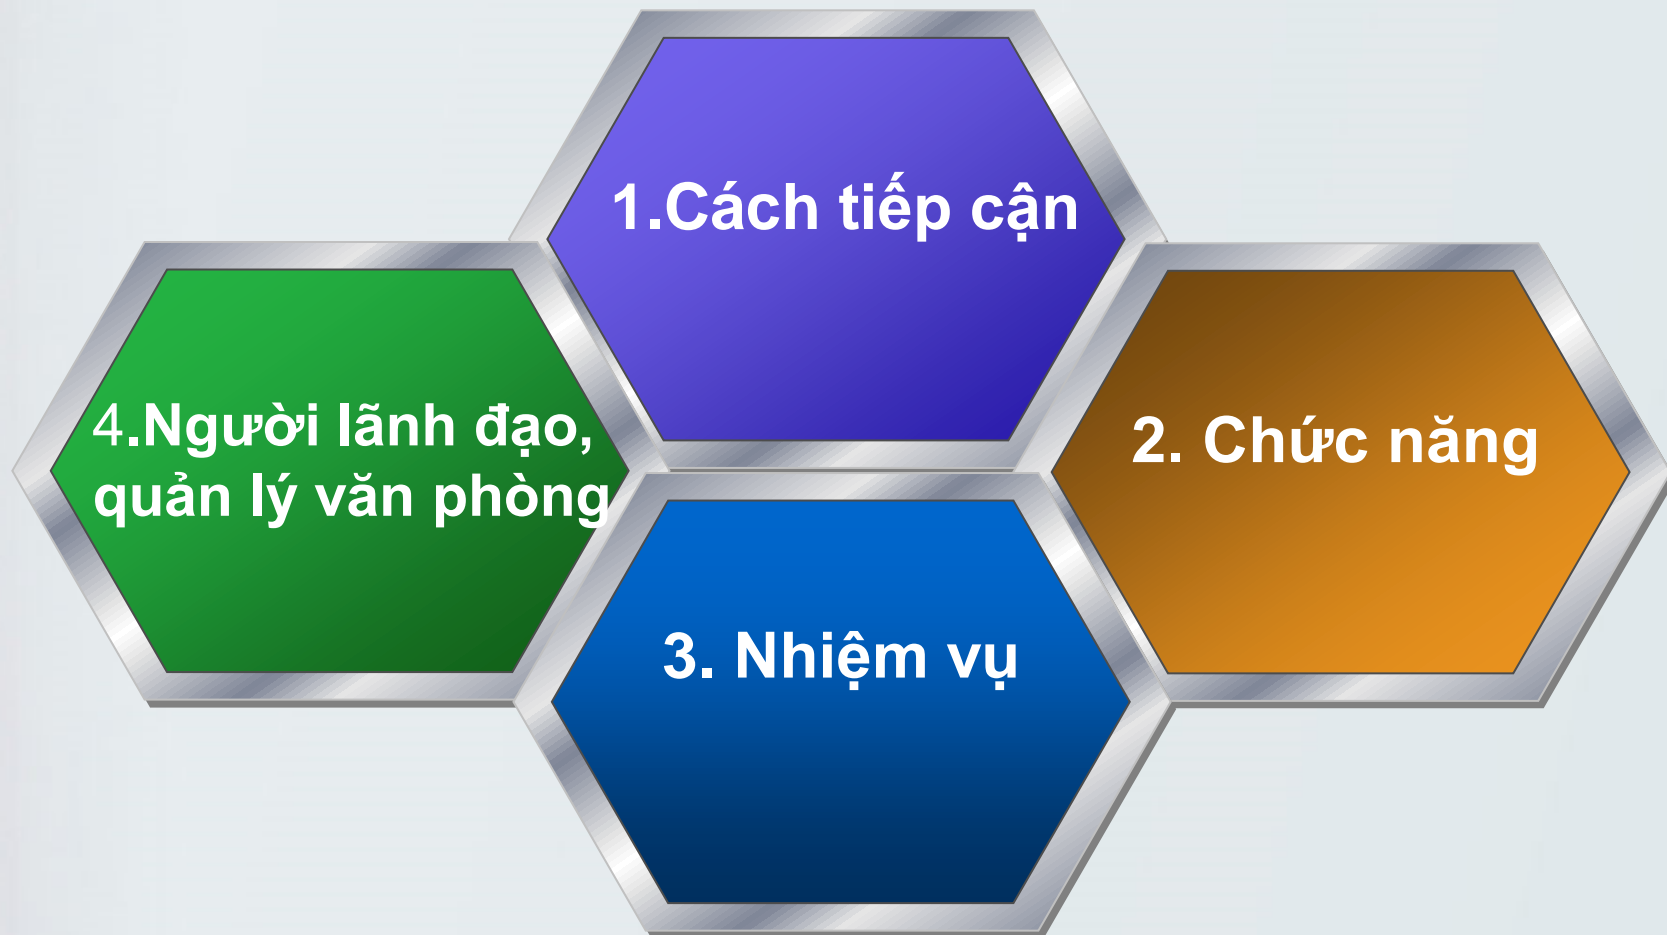 1.Cách tiếp cận
2. Chức năng
3. Nhiệm vụ
4.Người lãnh đạo,
quản lý văn phòng